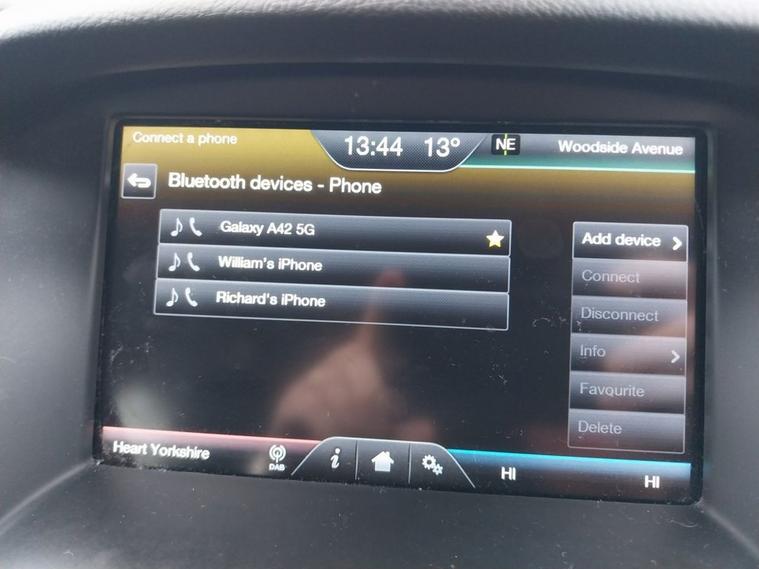 Connect a phone
13:44 13°
NE
Woodside Avenue
Bluetooth devices - Phone
Galaxy A42 5G
William's iPhone
Richard's iPhone
Add device
Connect
Disconnect
Info
Favourite
Delete
Heart Yorkshire
DAB
i
HI
HI